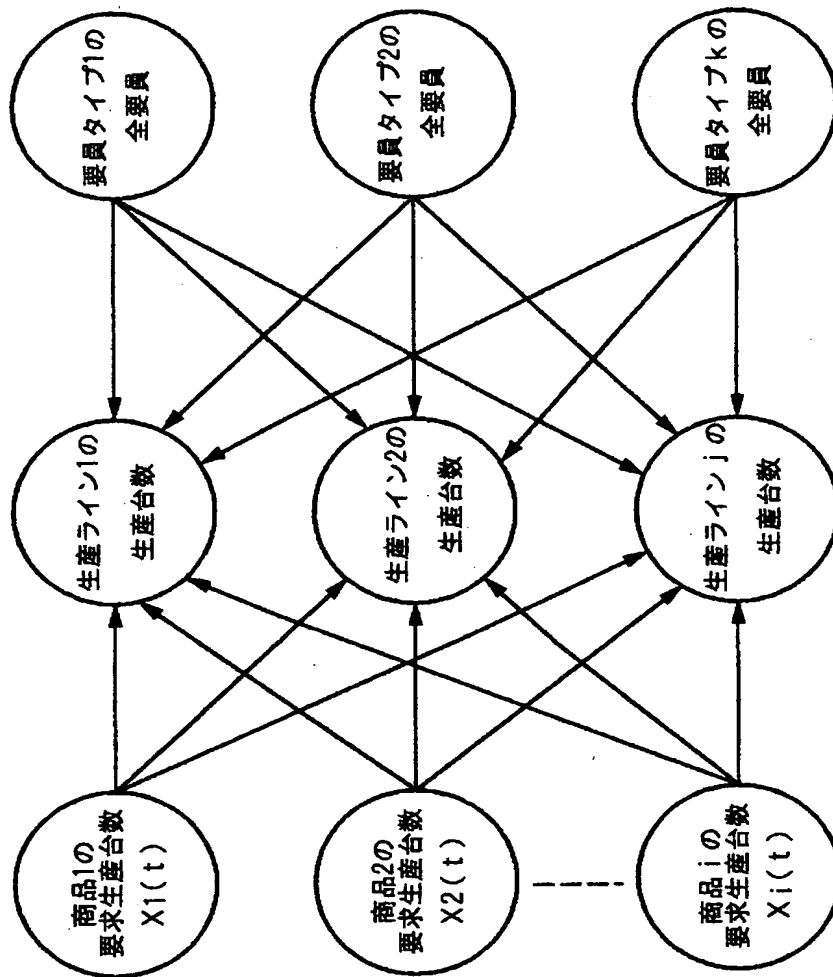 商品1の
要求生産台数
X1(t)
商品2の
要求生産台数
X2(t)
商品iの
要求生産台数
Xi(t)
生産ライン1の
生産台数
生産ライン2の
生産台数
生産ラインjの
生産台数
要員タイプ1の
全要員
要員タイプ2の
全要員
要員タイプkの
全要員